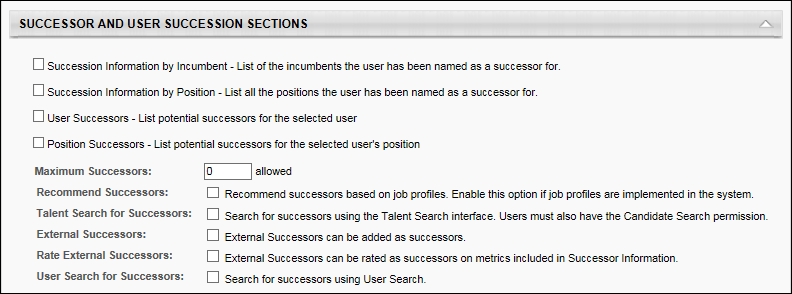 SUCCESSOR AND USER SUCCESSION SECTIONS
Succession Information by Incumbent - List of the incumbents the user has been named as a successor for.
Succession Information by Position - List all the positions the user has been named as a successor for.
User Successors - List potential successors for the selected user
Position Successors - List potential successors for the selected user's position
Maximum Successors: 0 allowed
Recommend Successors: Recommend successors based on job profiles. Enable this option if job profiles are implemented in the system.
Talent Search for Successors: Search for successors using the Talent Search interface. Users must also have the Candidate Search permission.
External Successors: External Successors can be added as successors.
Rate External Successors: External Successors can be rated as successors on metrics included in Successor Information.
User Search for Successors: Search for successors using User Search.